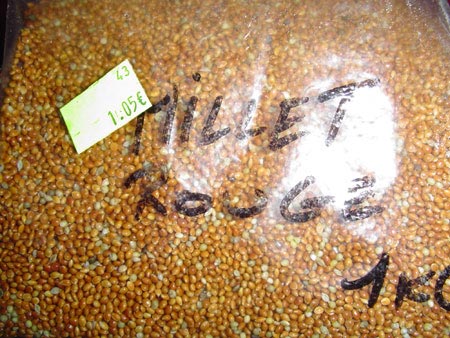 43
1.05€
MILLET
ROUGE
1KG